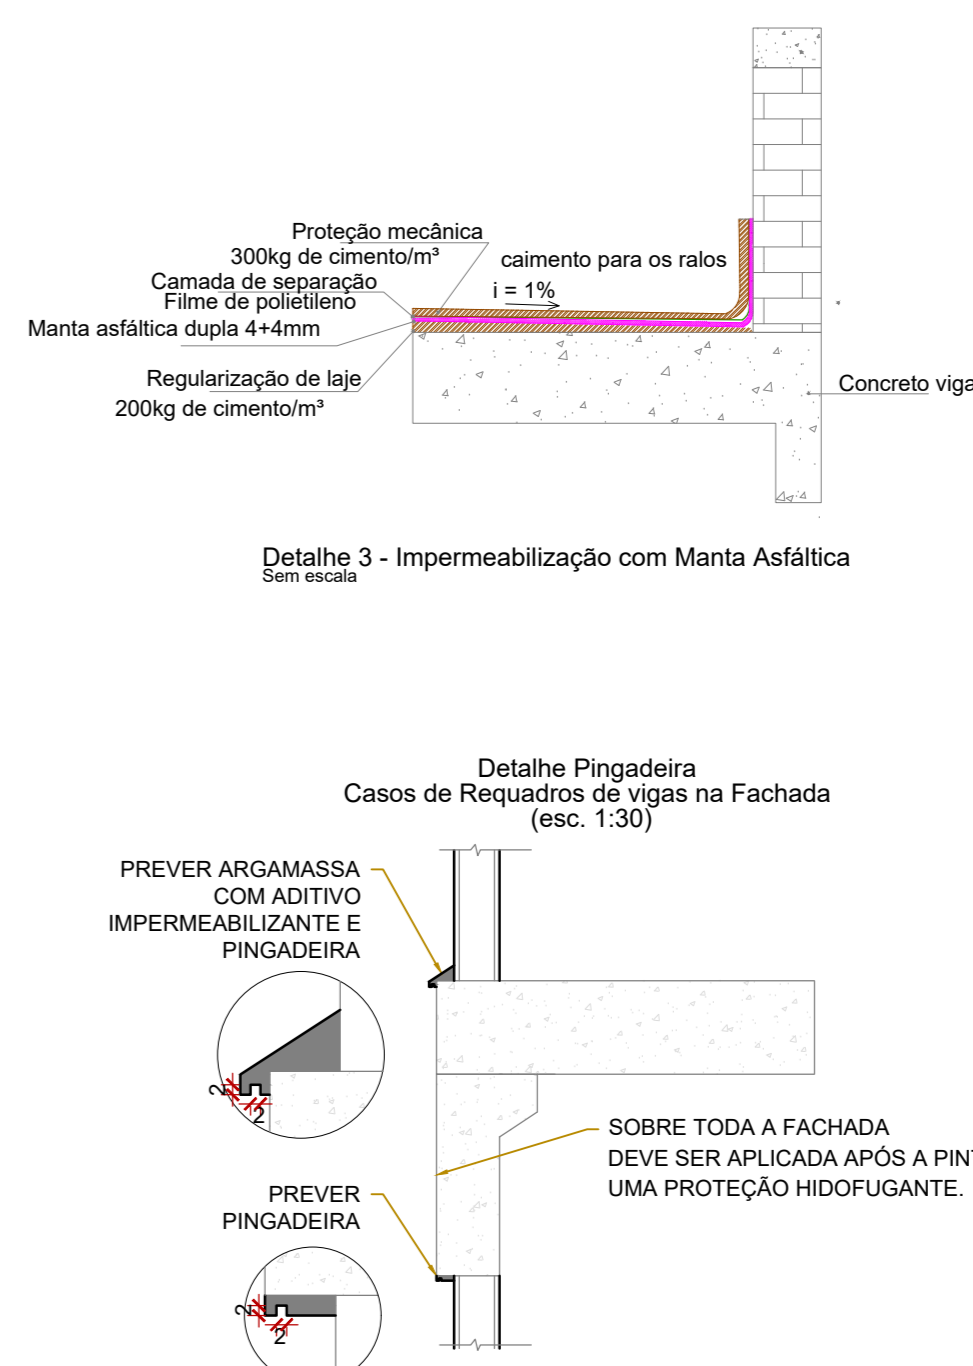 Proteção mecânica
300kg de cimento/m³
caimento para os ralos
Camada de separação
i = 1%
Filme de polietileno
Manta asfáltica dupla 4+4mm
Regularização de laje
200kg de cimento/m³
Concreto viga
Detalhe 3 - Impermeabilização com Manta Asfáltica
Sem escala
Detalhe Pingadeira
Casos de Requadros de vigas na Fachada
(esc. 1:30)
PREVER ARGAMASSA
COM ADITIVO
IMPERMEABILIZANTE E
PINGADEIRA
2
2
SOBRE TODA A FACHADA
DEVE SER APLICADA APÓS A PINT
UMA PROTEÇÃO HIDOFUGANTE.
PREVER
PINGADEIRA
2
2